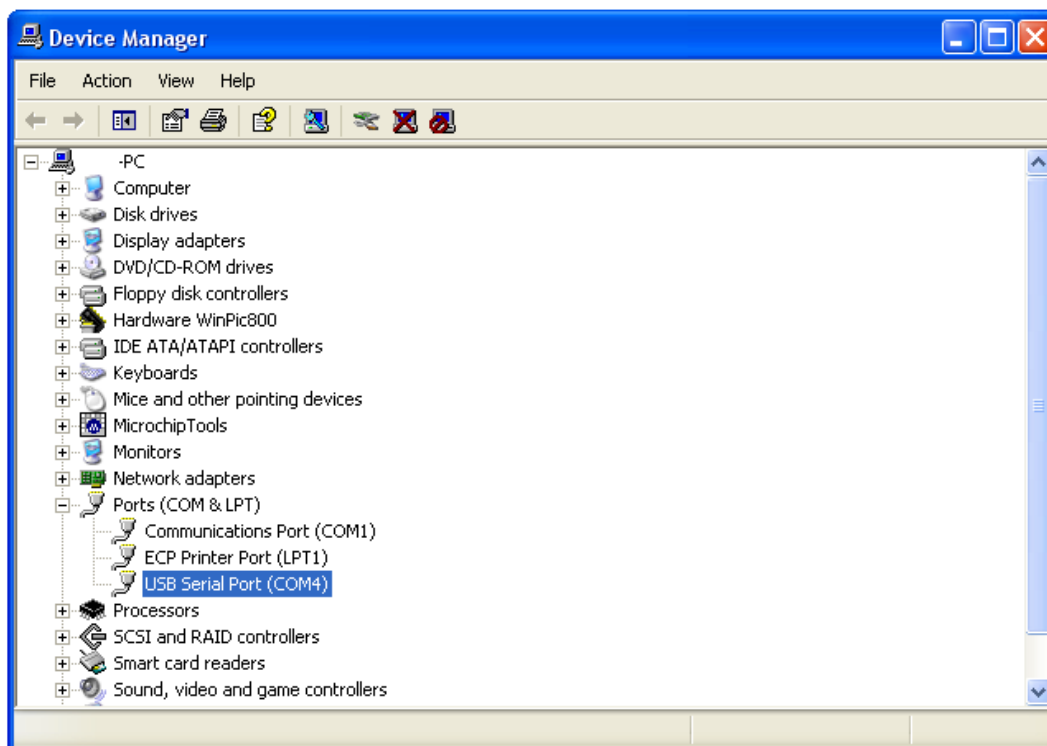 Device Manager
File Action View Help
-PC
Computer
Disk drives
Display adapters
DVD/CD-ROM drives
Floppy disk controllers
Hardware WinPic800
IDE ATA/ATAPI controllers
Keyboards
Mice and other pointing devices
MicrochipTools
Monitors
Network adapters
Ports (COM & LPT)
Communications Port (COM1)
ECP Printer Port (LPT1)
USB Serial Port (COM4)
Processors
SCSI and RAID controllers
Smart card readers
Sound, video and game controllers